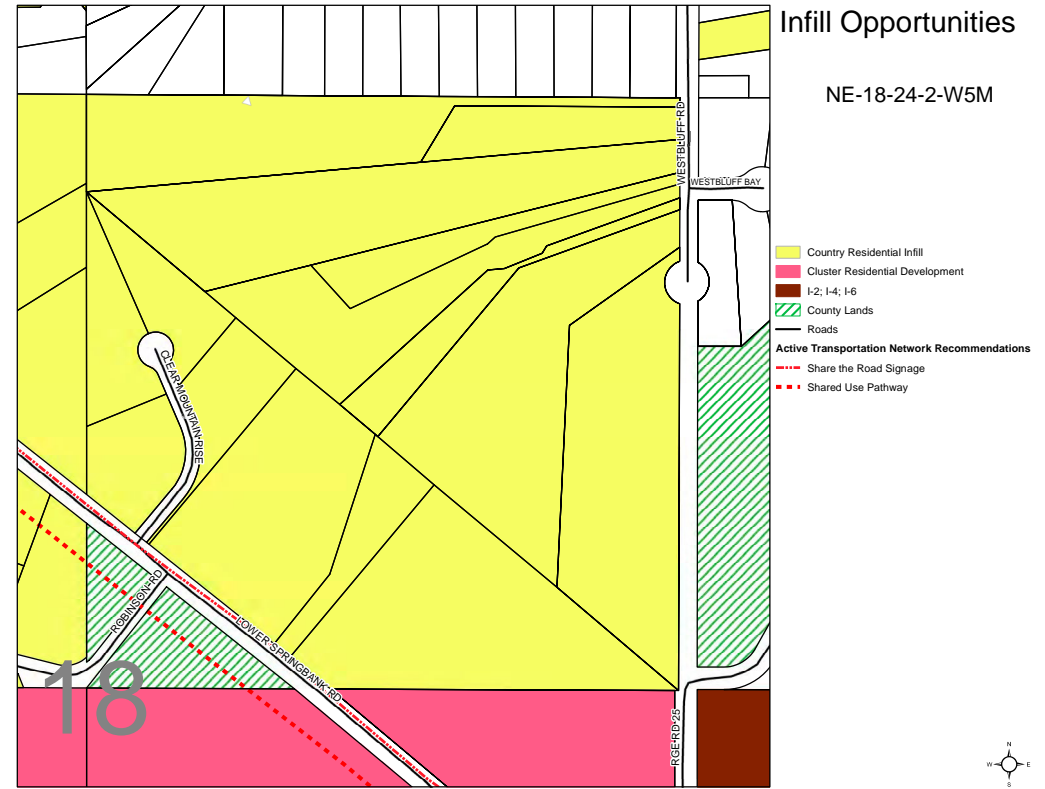 Infill Opportunities
NE-18-24-2-W5M
WESTBLUFF RD
WESTBLUFF BAY
Country Residential Infill
Cluster Residential Development
I-2; I-4; I-6
County Lands
Roads
Active Transportation Network Recommendations
Share the Road Signage
Shared Use Pathway
CLEAR MOUNTAIN RISE
ROBINSON RD
LOWER SPRINGBANK RD
18
RGE RD 25
N
W
E
S